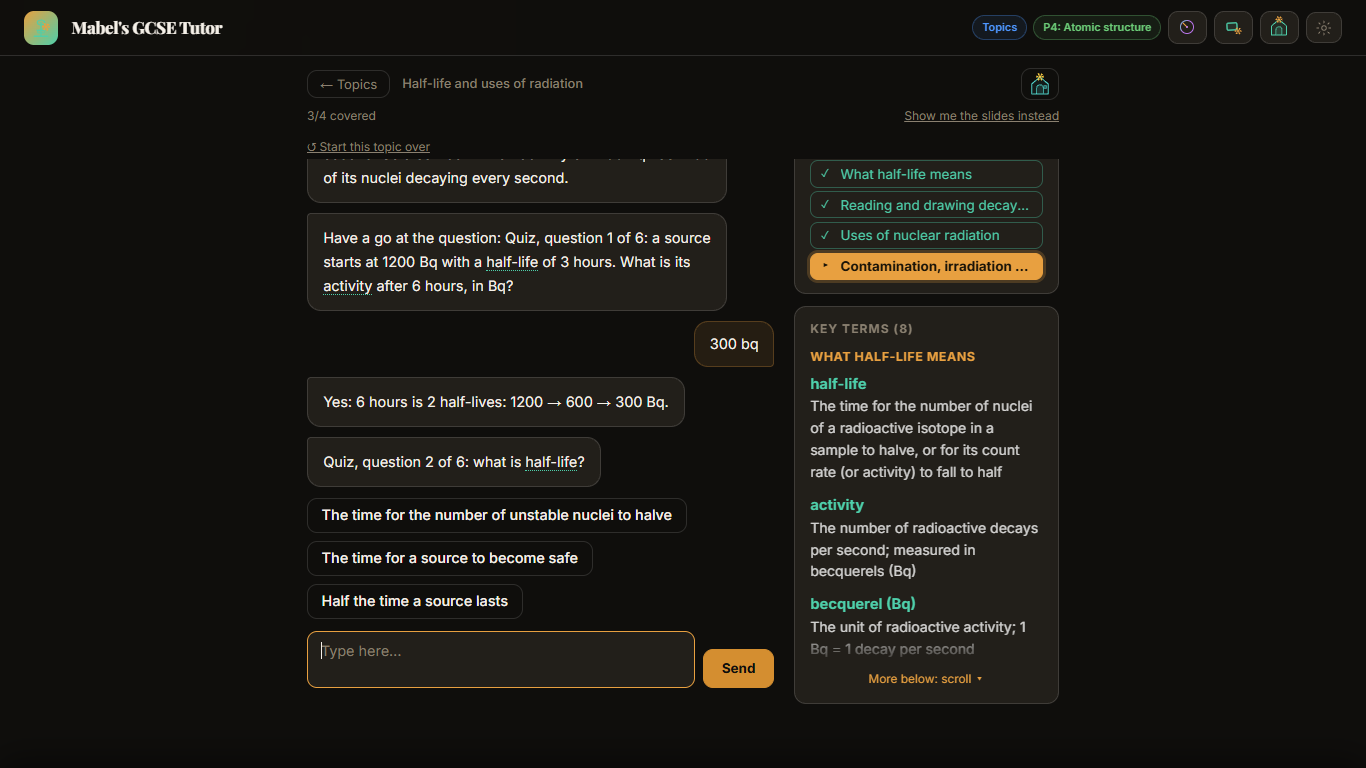 Mabel's GCSE Tutor
Topics
P4: Atomic structure
← Topics
Half-life and uses of radiation
3/4 covered
Show me the slides instead
↺ Start this topic over
of its nuclei decaying every second.
Have a go at the question: Quiz, question 1 of 6: a source
starts at 1200 Bq with a half-life of 3 hours. What is its
activity after 6 hours, in Bq?
300 bq
Yes: 6 hours is 2 half-lives: 1200 → 600 → 300 Bq.
Quiz, question 2 of 6: what is half-life?
The time for the number of unstable nuclei to halve
The time for a source to become safe
Half the time a source lasts
Type here...
Send
✓ What half-life means
✓ Reading and drawing decay...
✓ Uses of nuclear radiation
Contamination, irradiation ...
KEY TERMS (8)
WHAT HALF-LIFE MEANS
half-life
The time for the number of nuclei
of a radioactive isotope in a
sample to halve, or for its count
rate (or activity) to fall to half
activity
The number of radioactive decays
per second; measured in
becquerels (Bq)
becquerel (Bq)
The unit of radioactive activity; 1
Bq = 1 decay per second
More below: scroll